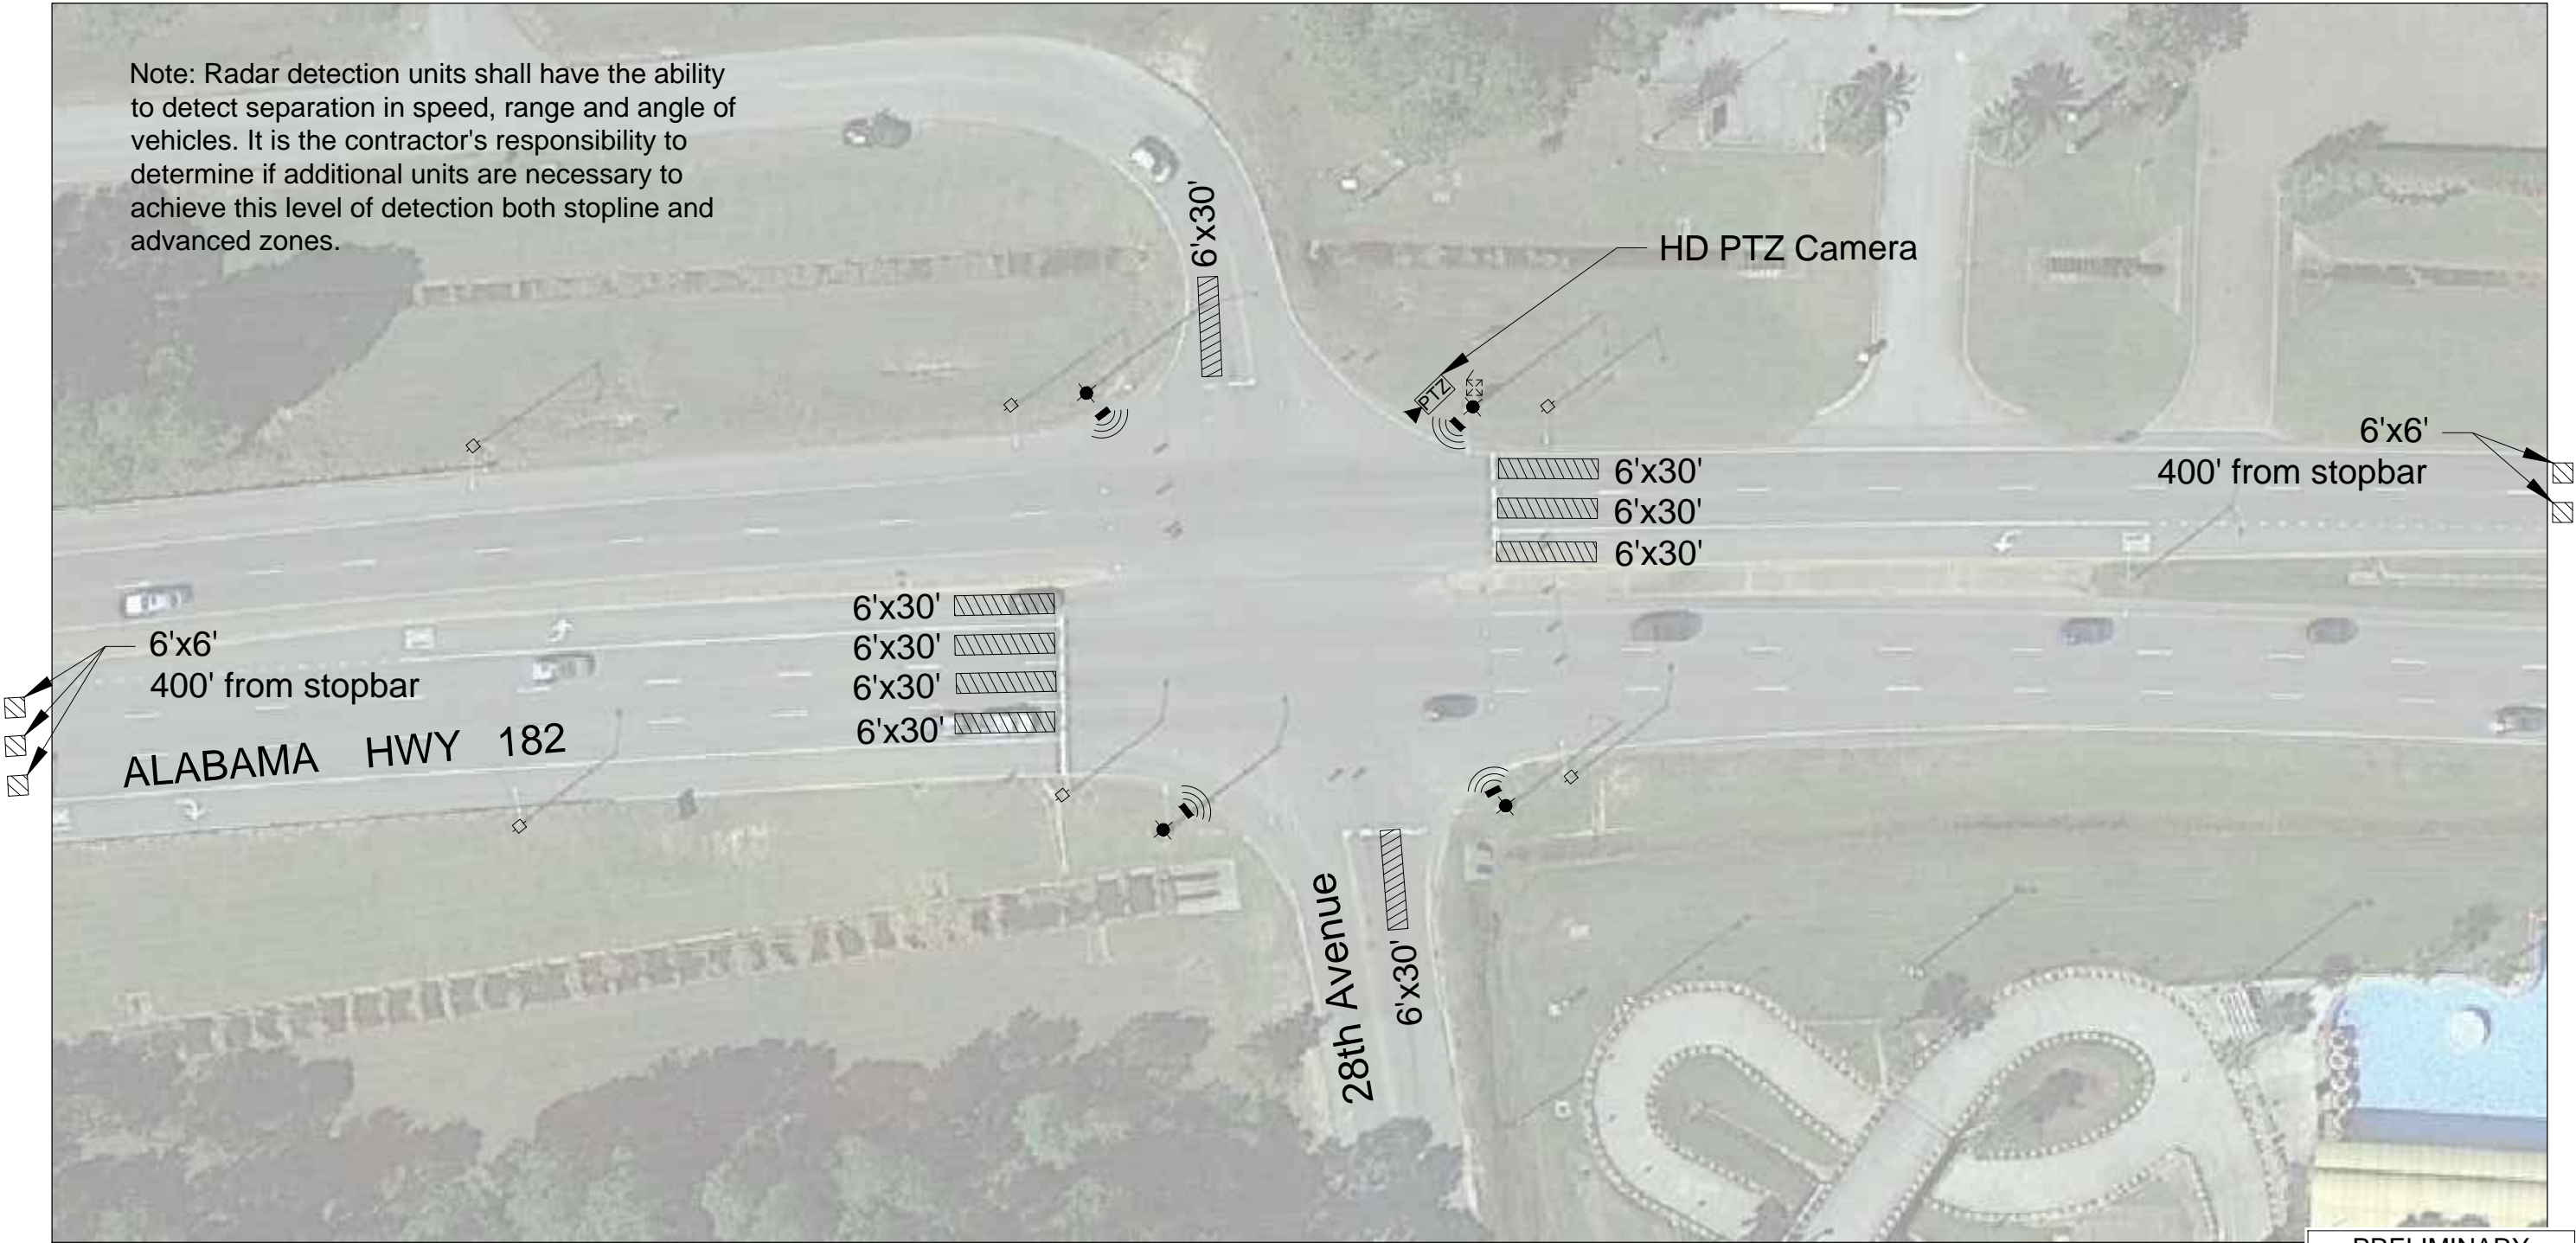 Note: Radar detection units shall have the ability
to detect separation in speed, range and angle of
vehicles. It is the contractor's responsibility to
determine if additional units are necessary to
achieve this level of detection both stopline and
advanced zones.
6'x30'
HD PTZ Camera
PTZ
6'x6'
400' from stopbar
6'x30'
6'x30'
6'x30'
6'x30'
6'x30'
6'x30'
6'x30'
6'x6'
400' from stopbar
ALABAMA HWY 182
28th Avenue
6'x30'
PRELIMINARY